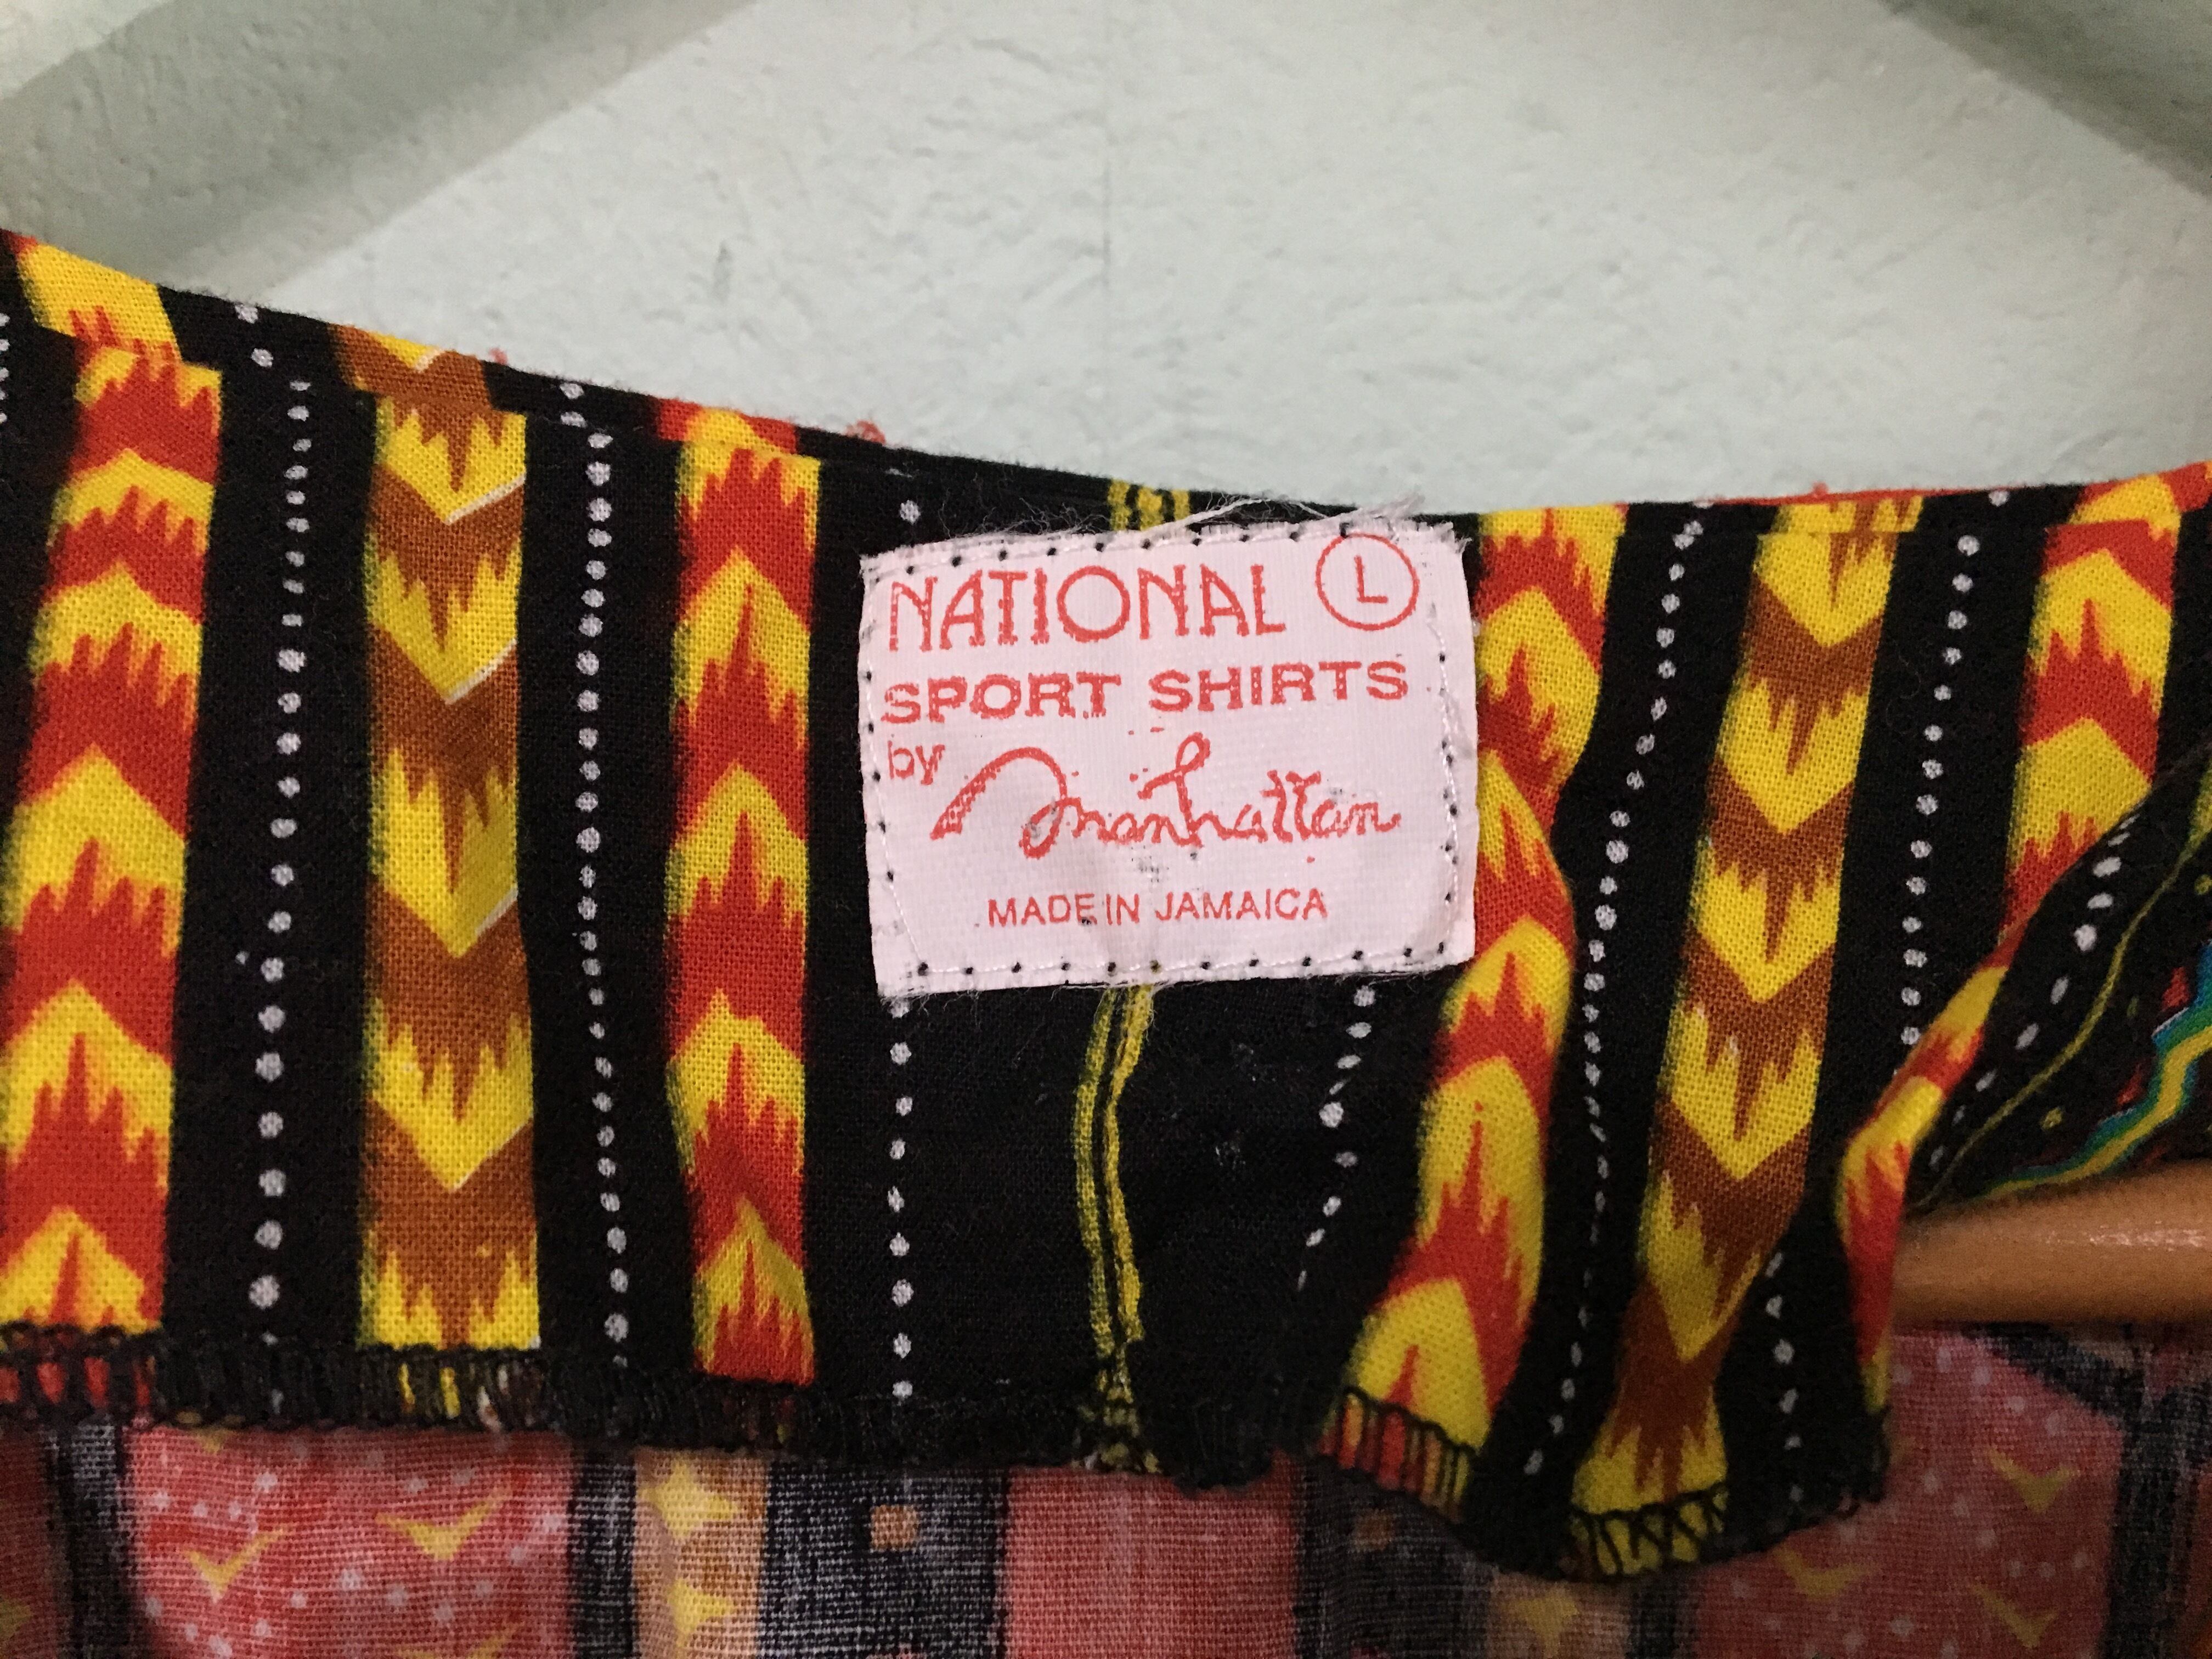 NATIONAL L
SPORT SHIRTS
by Manhattan
MADE IN JAMAICA